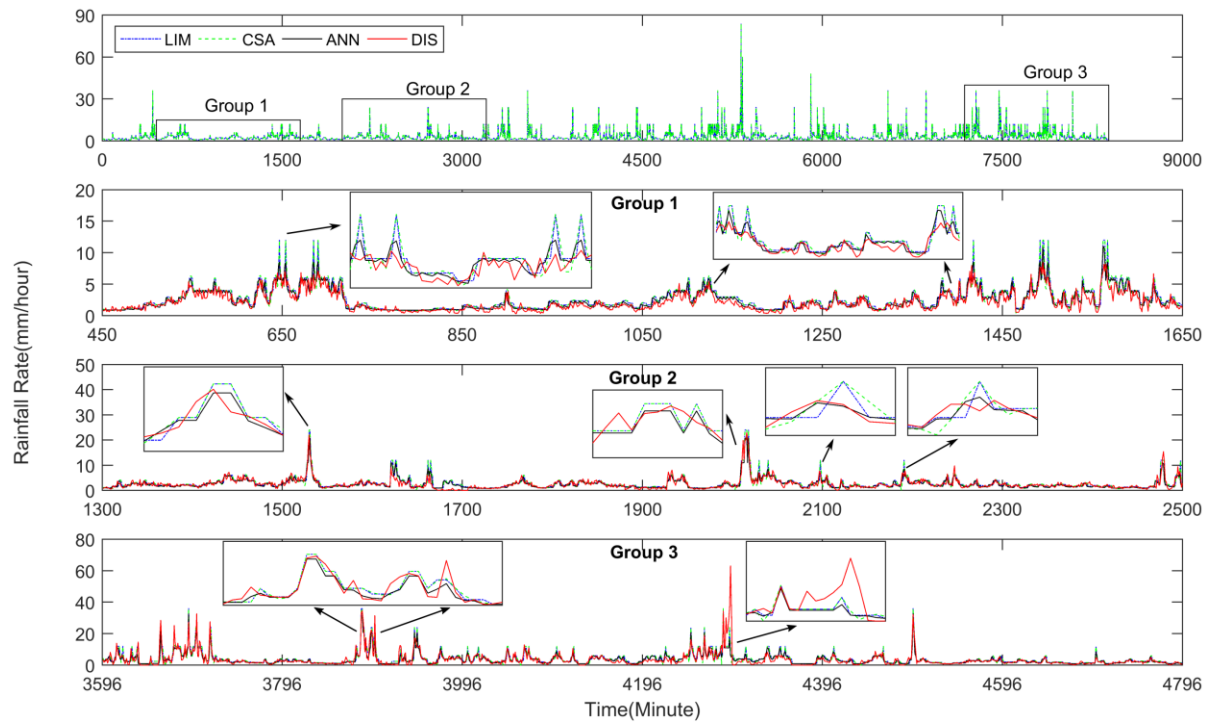 90
LIM CSA ANN DIS
60
Group 3
Group 2
30
Group 1
0
0 1500 3000 4500 6000 7500 9000
20
Group 1
15
10
5
0
450 650 850 1050 1250 1450 1650
50
Group 2
40
30
20
10
0
1300 1500 1700 1900 2100 2300 2500
80
Group 3
60
40
20
0
3596 3796 3996 4196 4396 4596 4796
Rainfall Rate(mm/hour)
Time(Minute)